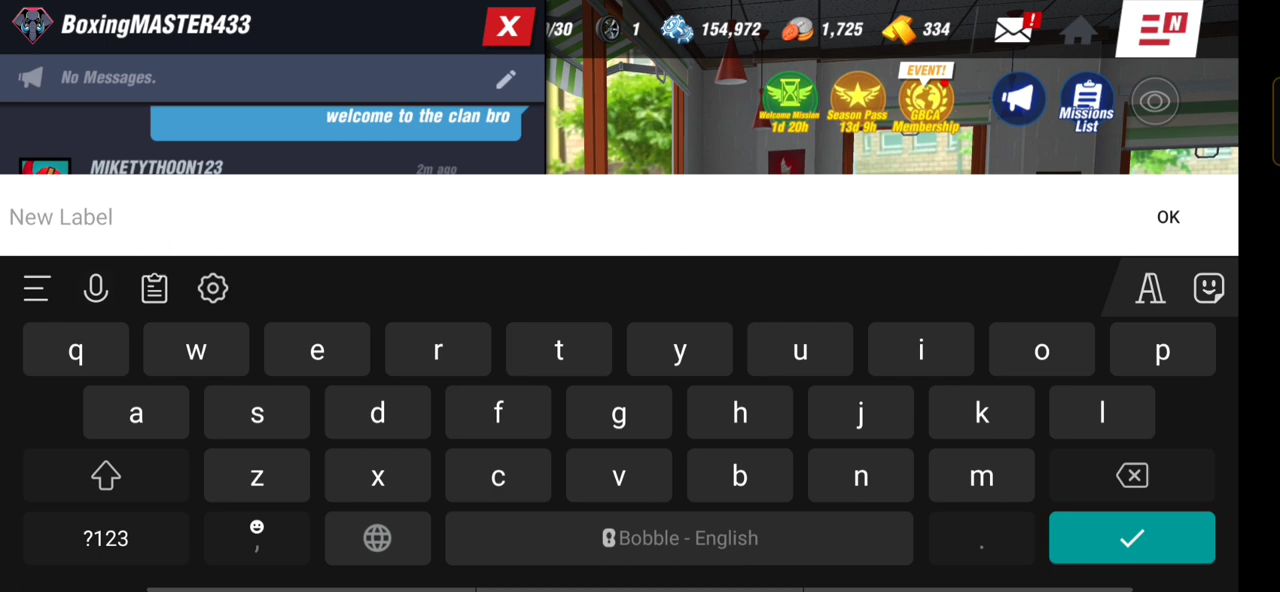 BoxingMASTER433
X
/30
1
154,972
1,725
334
N
No Messages.
EVENT!
Welcome Mission
1d 20h
Season Pass
13d 9h
GBCA
Membership
Missions
List
welcome to the clan bro
MIKETYTHOON123
2m ago
New Label
OK
q w e r t y u i o p
a s d f g h j k l
z x c v b n m
?123
,
Bobble - English
.